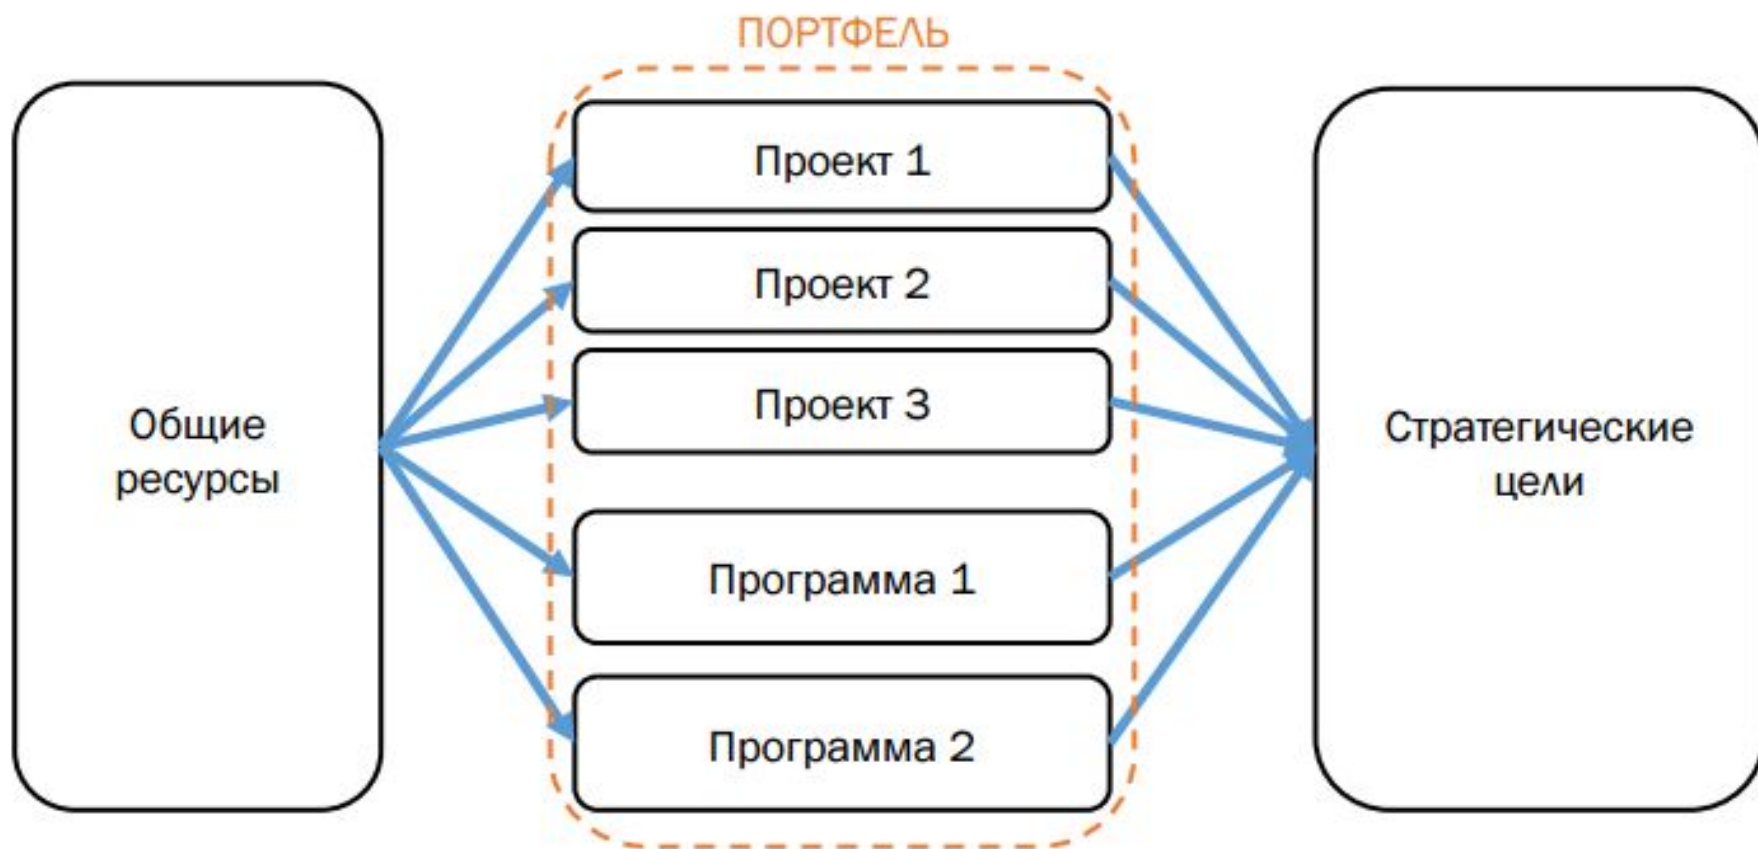 ПОРТФЕЛЬ
Проект 1
Проект 2
Проект 3
Общие
ресурсы
Стратегические
цели
Программа 1
Программа 2